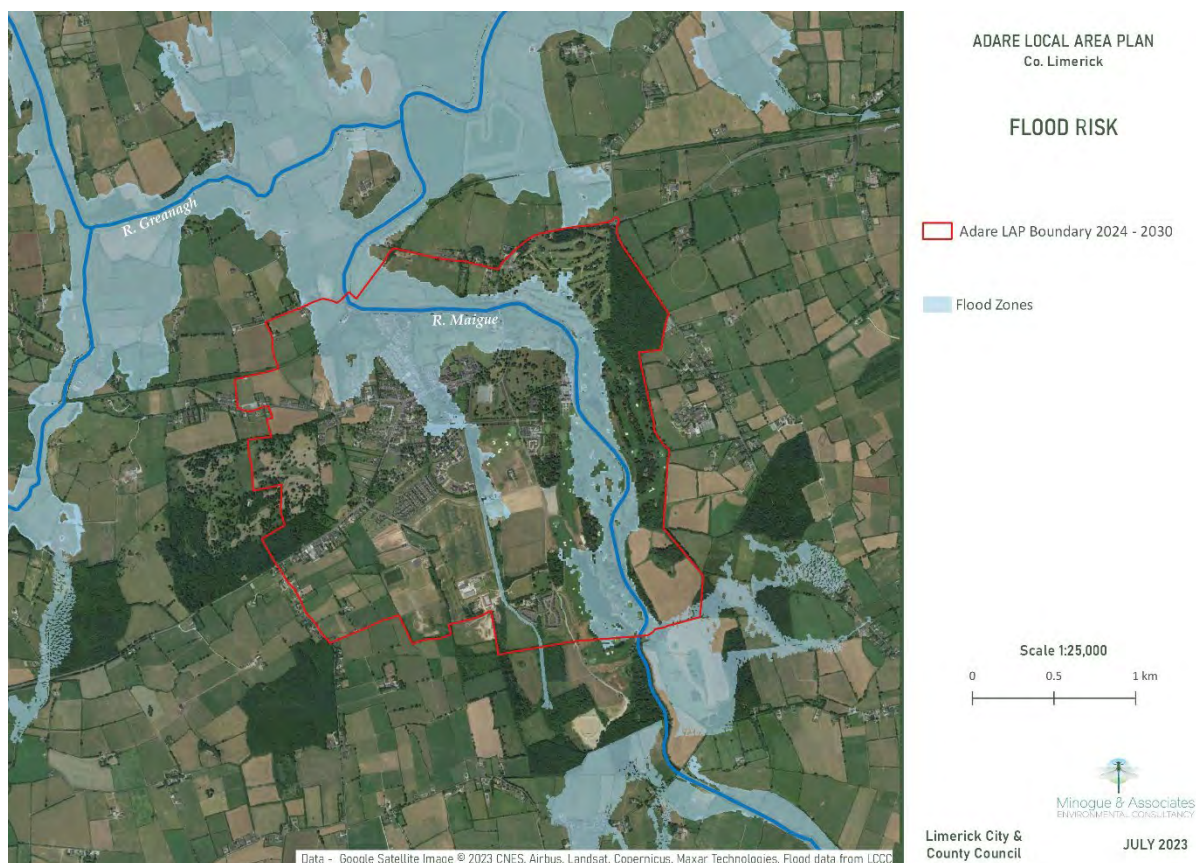 R. Greanagh
R. Maigue
Data - Google Satellite Image © 2023 CNES, Airbus, Landsat, Copernicus, Maxar Technologies, Flood data from LCCC
ADARE LOCAL AREA PLAN
Co. Limerick
FLOOD RISK
Adare LAP Boundary 2024 - 2030
Flood Zones
Scale 1:25,000
0 0.5 1 km
Minogue & Associates
ENVIRONMENTAL CONSULTANCY
Limerick City &
County Council
JULY 2023